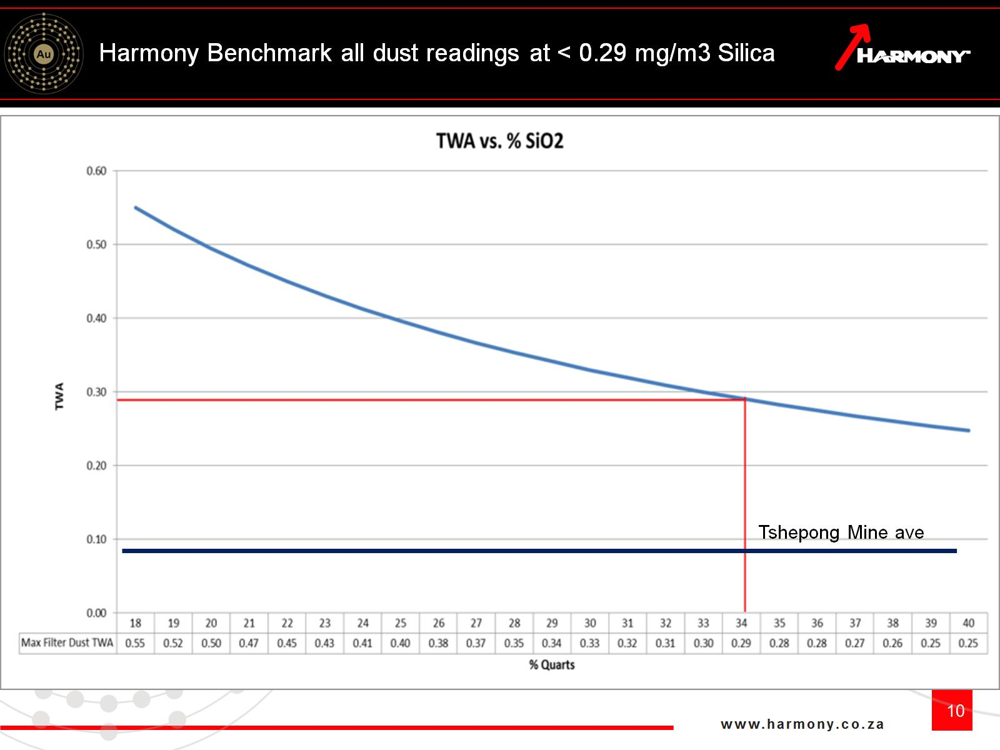 Au
Harmony Benchmark all dust readings at < 0.29 mg/m3 Silica
HARMONY™
TWA vs. % SiO2
0.60
0.50
0.40
0.30
0.20
0.10
0.00
TWA
Tshepong Mine ave
18 19 20 21 22 23 24 25 26 27 28 29 30 31 32 33 34 35 36 37 38 39 40
Max Filter Dust TWA 0.55 0.52 0.50 0.47 0.45 0.43 0.41 0.40 0.38 0.37 0.35 0.34 0.33 0.32 0.31 0.30 0.29 0.28 0.28 0.27 0.26 0.25 0.25
% Quarts
www.harmony.co.za
10